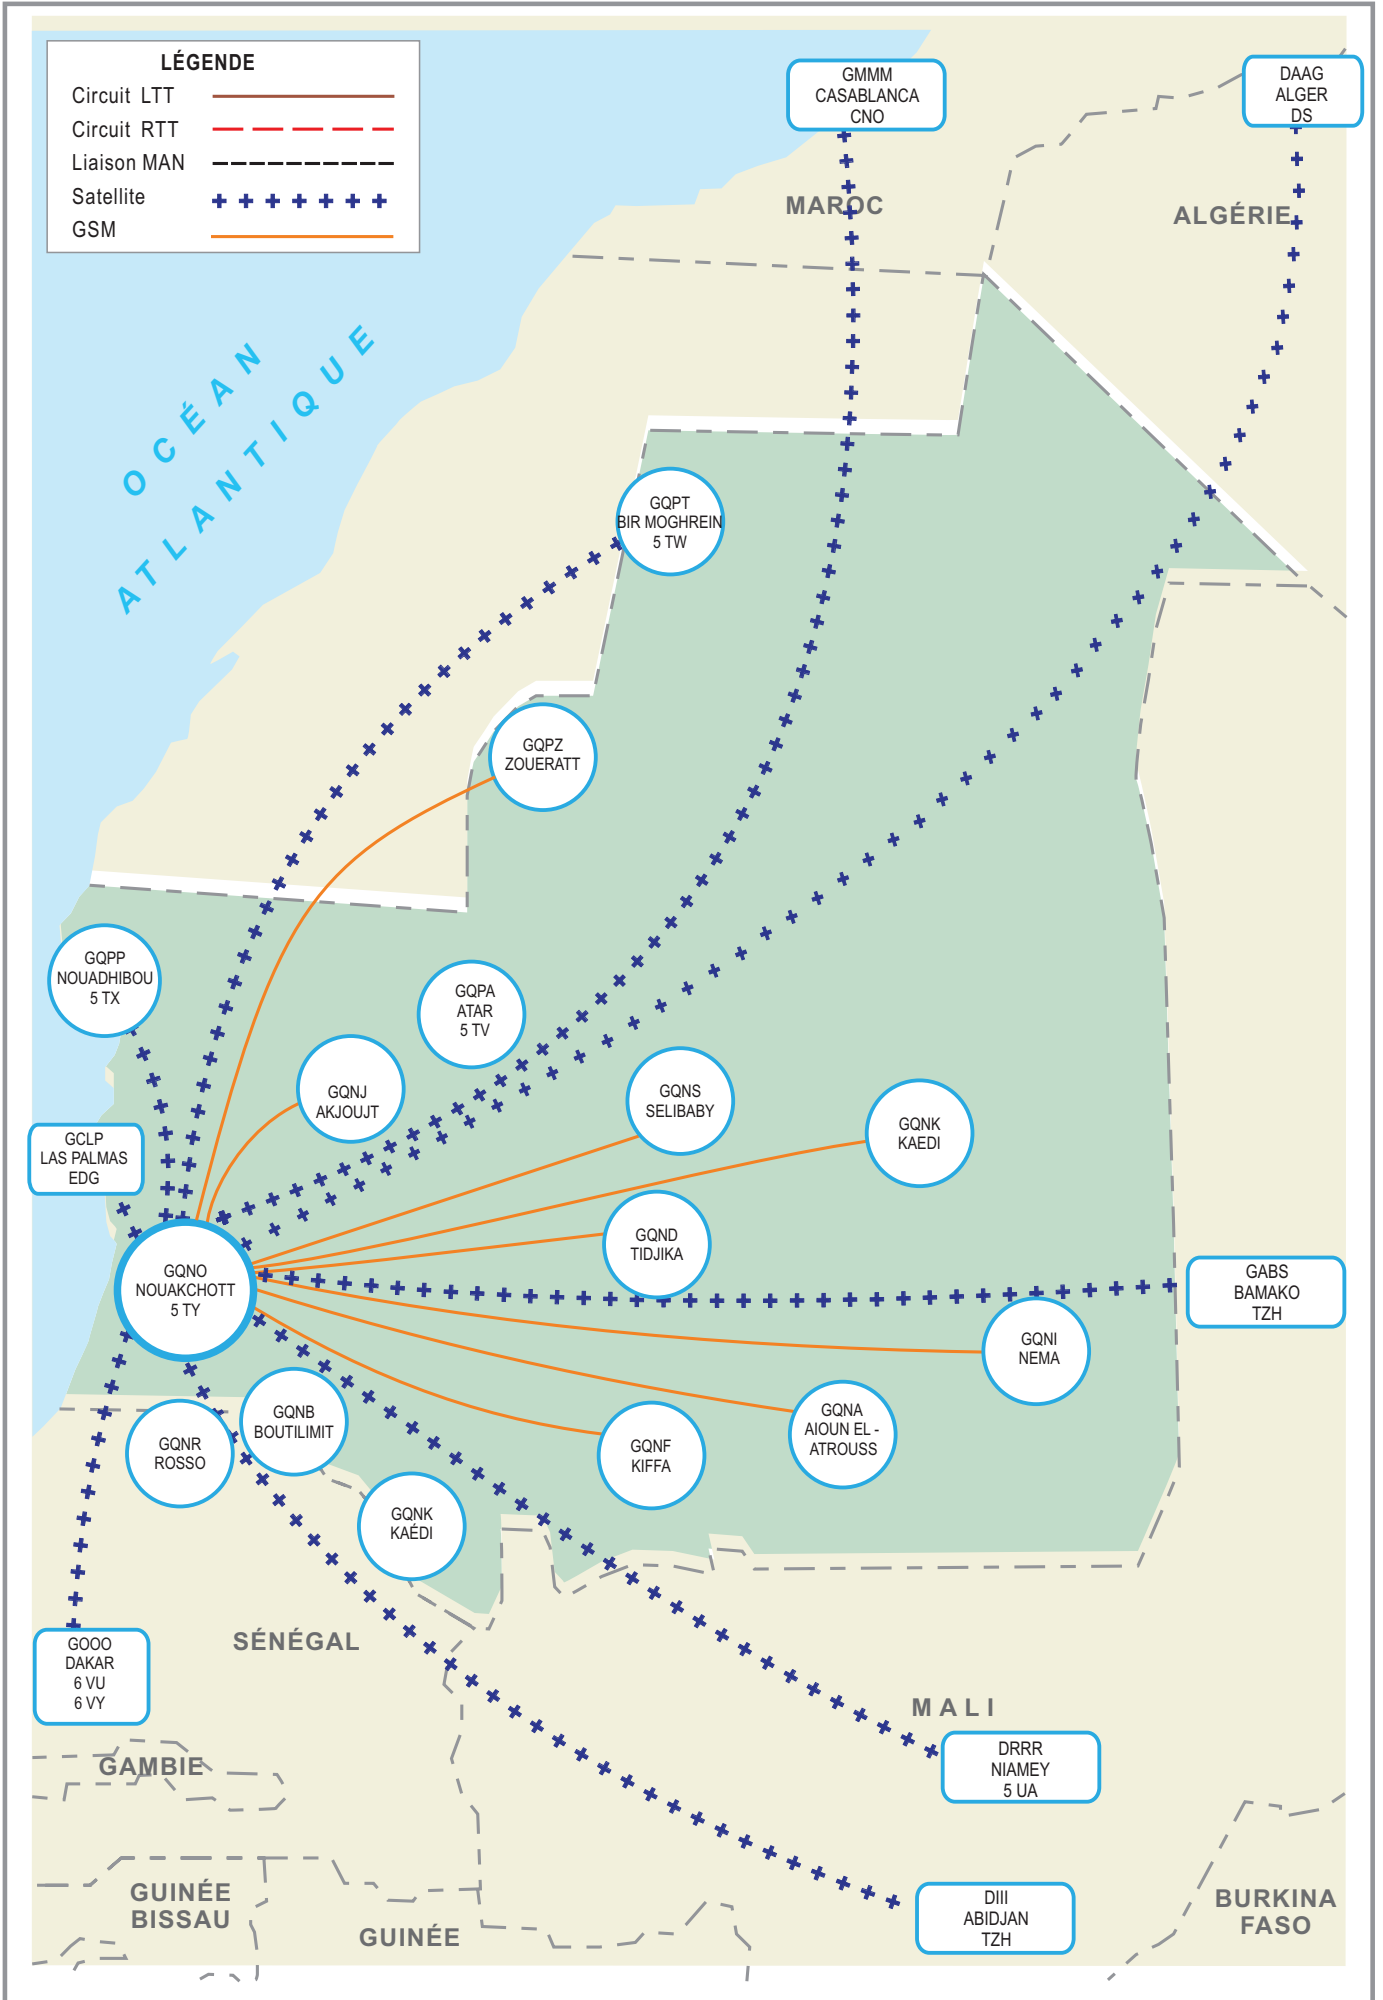 LÉGENDE
Circuit LTT
Circuit RTT
Liaison MAN
Satellite
GSM
GMMM
CASABLANCA
CNO
DAAG
ALGER
DS
MAROC
ALGÉRIE
OCÉAN
ATLANTIQUE
GQPT
BIR MOGHREIN
5 TW
GQPZ
ZOUERATT
GQPP
NOUADHIBOU
5 TX
GQPA
ATAR
5 TV
GQNJ
AKJOUJT
GQNS
SELIBABY
GQNK
KAEDI
GCLP
LAS PALMAS
EDG
GQND
TIDJIKA
GQNO
NOUAKCHOTT
5 TY
GABS
BAMAKO
TZH
GQNI
NEMA
GQNB
BOUTILIMIT
GQNA
AIOUN EL -
ATROUSS
GQNR
ROSSO
GQNF
KIFFA
GQNK
KAÉDI
SÉNÉGAL
GOOO
DAKAR
6 VU
6 VY
MALI
DRRR
NIAMEY
5 UA
GAMBIE
GUINÉE
BISSAU
GUINÉE
DIII
ABIDJAN
TZH
BURKINA
FASO